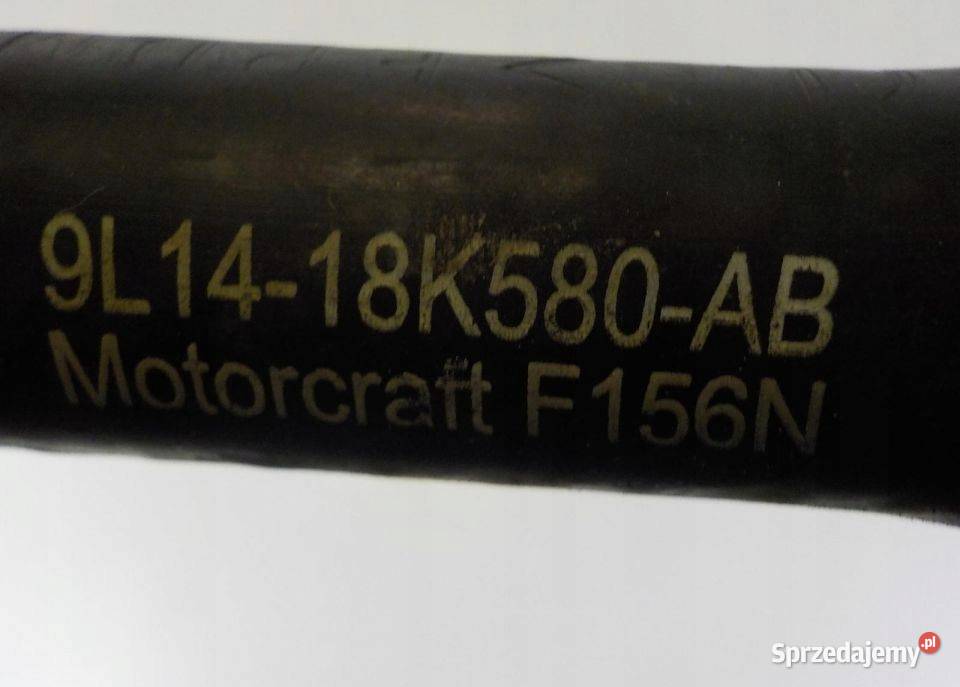 9L14-18K580-AB
Motorcraft F156N
Sprzedajemy.pl